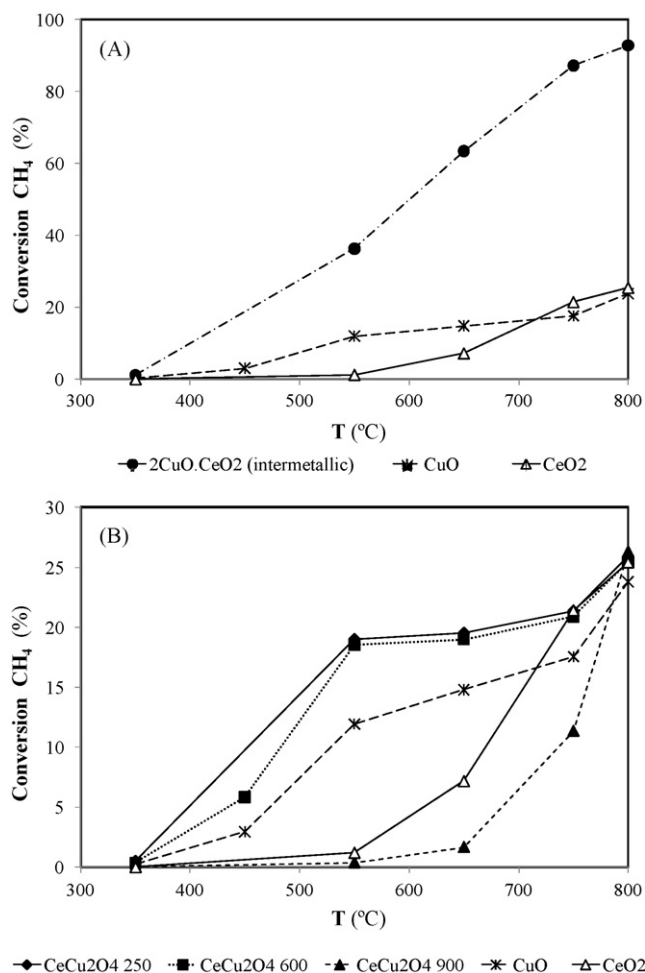 100
(A)
80
60
40
20
0
Conversion CH₄ (%)
300 400 500 600 700 800
T (ºC)
2CuO.CeO2 (intermetallic) CuO CeO2
30
(B)
25
20
15
10
5
0
Conversion CH₄ (%)
300 400 500 600 700 800
T (ºC)
CeCu2O4 250 CeCu2O4 600 CeCu2O4 900 CuO CeO2